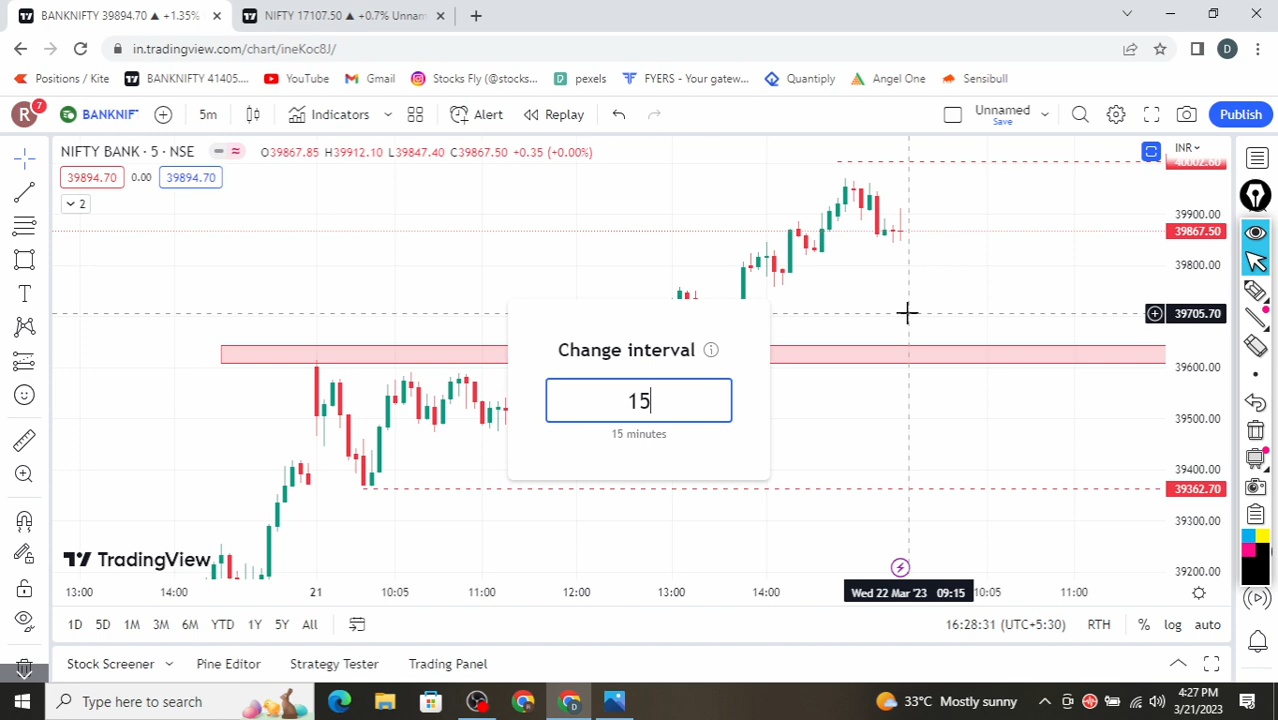 BANKNIFTY 39894.70 ▲ +1.35%
NIFTY 17107.50 ▲ +0.7% Unnam
in.tradingview.com/chart/ineKoc8J/
D
Positions / Kite
BANKNIFTY 41405....
YouTube
Gmail
Stocks Fly (@stocks...
pexels
FYERS - Your gatew...
Quantiply
Angel One
Sensibull
R
7
BANKNIF
5m
Indicators
Alert
Replay
Unnamed
Save
Publish
NIFTY BANK · 5 · NSE
O39867.85 H39912.10 L39847.40 C39867.50 +0.35 (+0.00%)
INR
40002.60
39894.70
0.00
39894.70
2
39900.00
39867.50
39800.00
39705.70
39600.00
39500.00
39400.00
39362.70
39300.00
39200.00
Change interval
15
15 minutes
TradingView
13:00
14:00
21
10:05
11:00
12:00
13:00
14:00
Wed 22 Mar '23 09:15
10:05
11:00
1D
5D
1M
3M
6M
YTD
1Y
5Y
All
16:28:31 (UTC+5:30)
RTH
%
log
auto
Stock Screener
Pine Editor
Strategy Tester
Trading Panel
Type here to search
R
D
33°C Mostly sunny
4:27 PM
3/21/2023